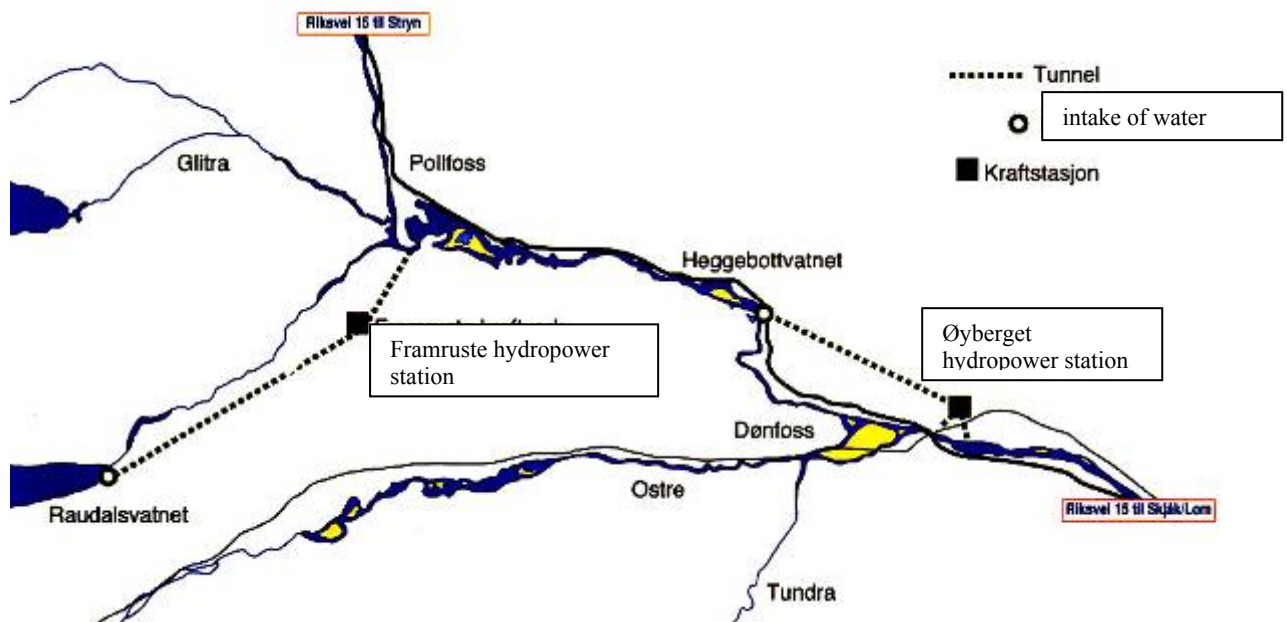 Riksvei 15 til Stryn
Tunnel
intake of water
Kraftstasjon
Glitra
Pollfoss
Heggebottvatnet
Framruste hydropower
station
Øyberget
hydropower station
Dønfoss
Ostre
Raudalsvatnet
Riksvei 15 til Skjåk/Lom
Tundra